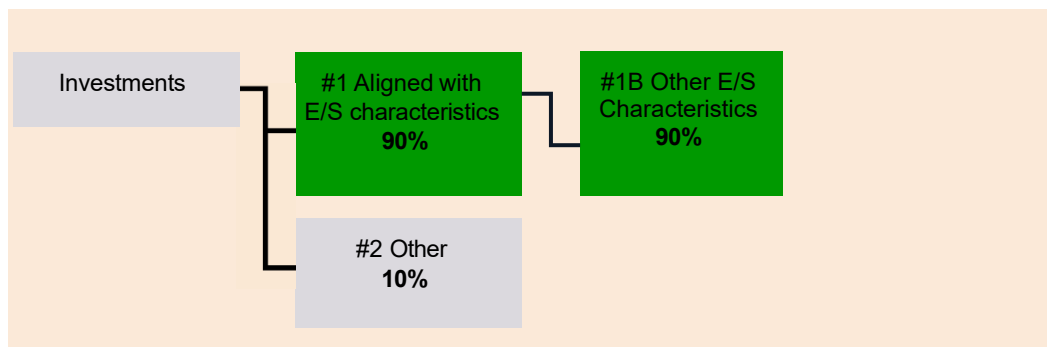 Investments
#1 Aligned with
E/S characteristics
90%
#1B Other E/S
Characteristics
90%
#2 Other
10%